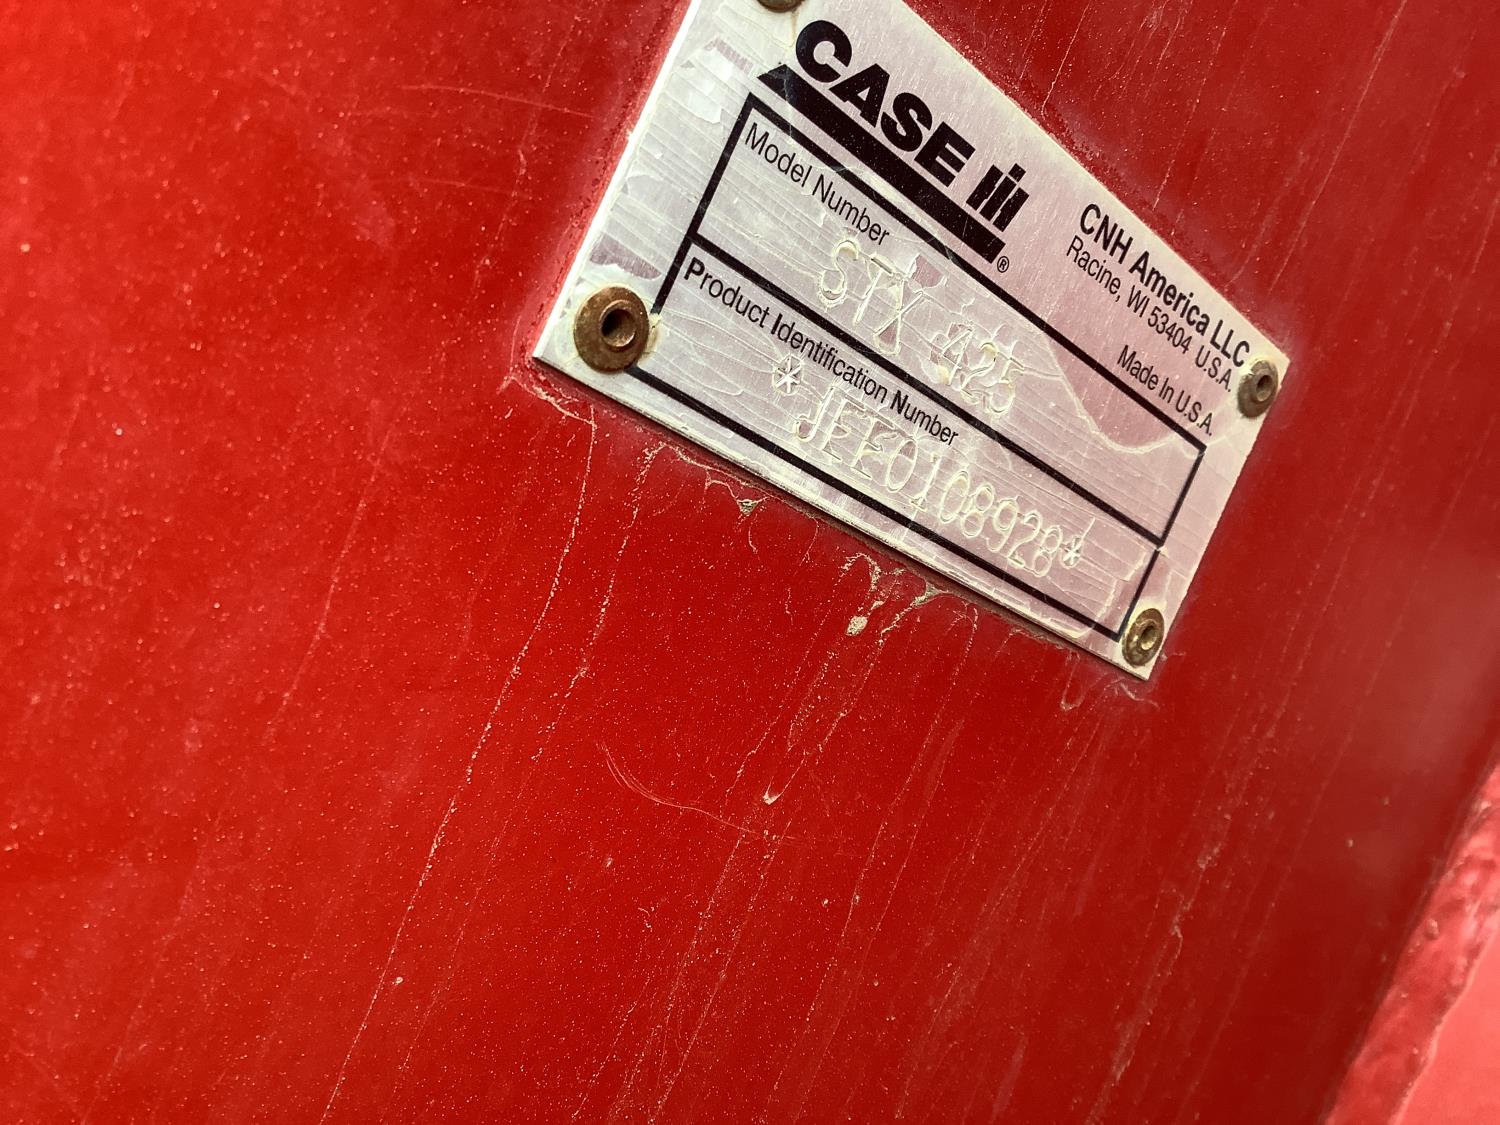 CASE IH®
CNH America LLC
Racine, WI 53404 U.S.A.
Made In U.S.A.
Model Number
STX 425
Product Identification Number
*JEE0108928*